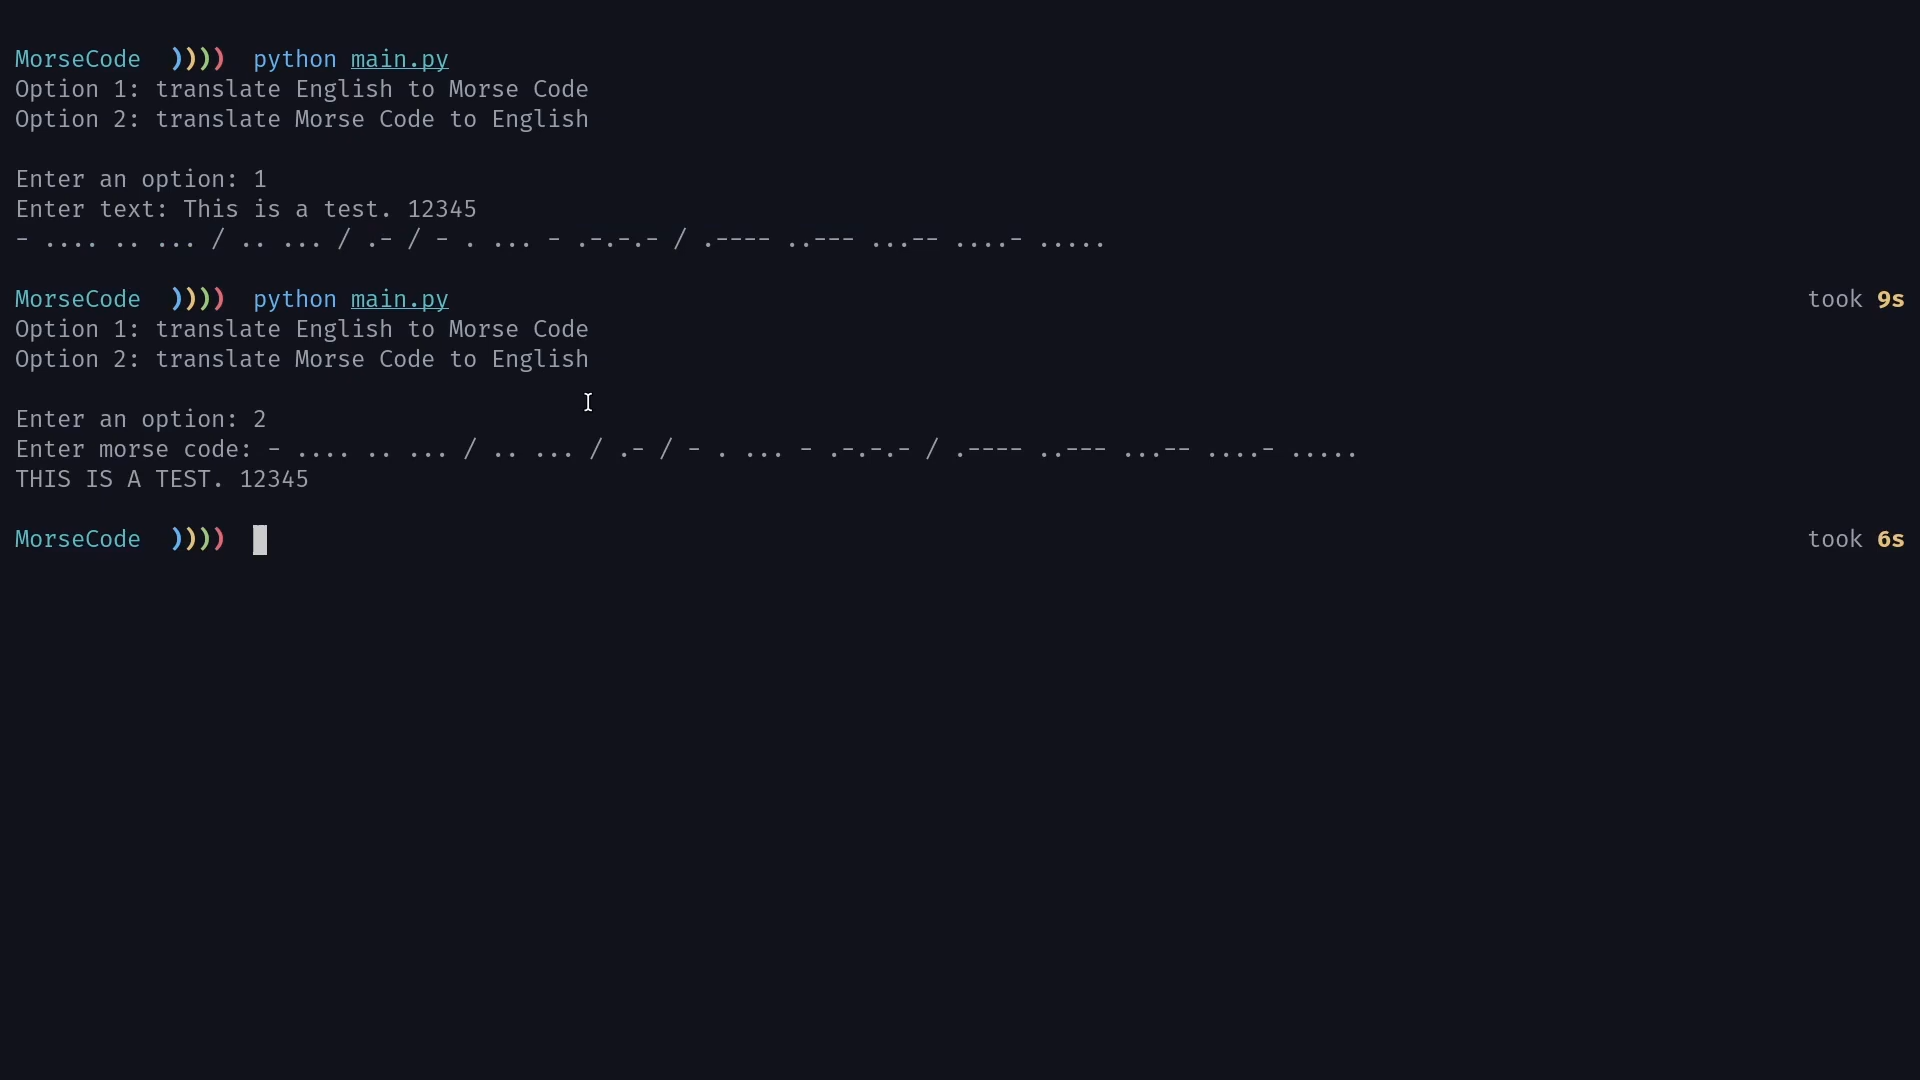 MorseCode )))) python main.py
Option 1: translate English to Morse Code
Option 2: translate Morse Code to English
Enter an option: 1
Enter text: This is a test. 12345
- .... .. ... / .. ... / .- / - . ... - .-.-.- / .---- ..--- ...-- ....- .....
MorseCode )))) python main.py took 9s
Option 1: translate English to Morse Code
Option 2: translate Morse Code to English
Enter an option: 2
Enter morse code: - .... .. ... / .. ... / .- / - . ... - .-.-.- / .---- ..--- ...-- ....- .....
THIS IS A TEST. 12345
MorseCode )))) took 6s